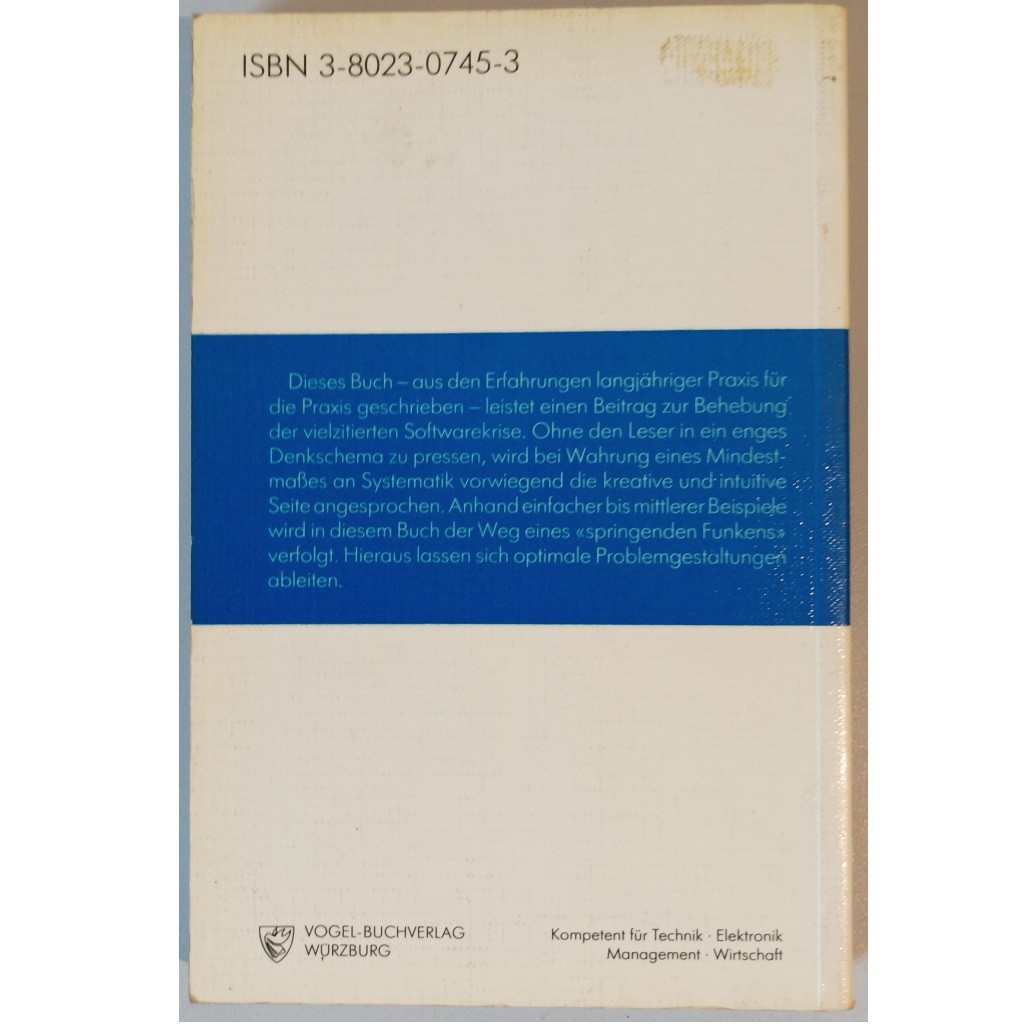 ISBN 3-8023-0745-3
Dieses Buch – aus den Erfahrungen langjähriger Praxis für
die Praxis geschrieben – leistet einen Beitrag zur Behebung
der vielzitierten Softwarekrise. Ohne den Leser in ein enges
Denkschema zu pressen, wird bei Wahrung eines Mindest-
maßes an Systematik vorwiegend die kreative und intuitive
Seite angesprochen. Anhand einfacher bis mittlerer Beispiele
wird in diesem Buch der Weg eines «springenden Funkens»
verfolgt. Hieraus lassen sich optimale Problemgestaltungen
ableiten.
VOGEL-BUCHVERLAG
WÜRZBURG
Kompetent für Technik · Elektronik
Management · Wirtschaft